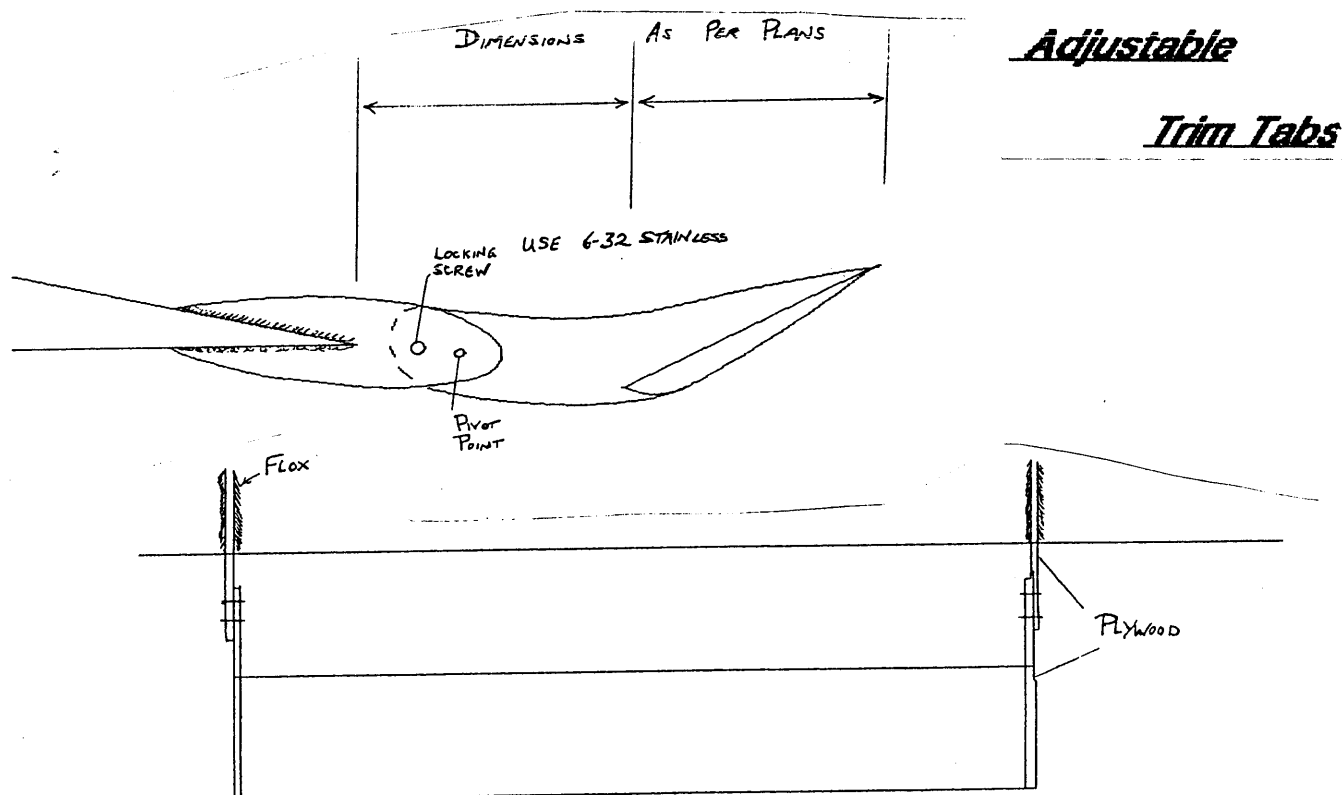 Adjustable
Trim Tabs
DIMENSIONS AS PER PLANS
USE 6-32 STAINLESS
LOCKING
SCREW
PIVOT
POINT
FLOX
PLYWOOD